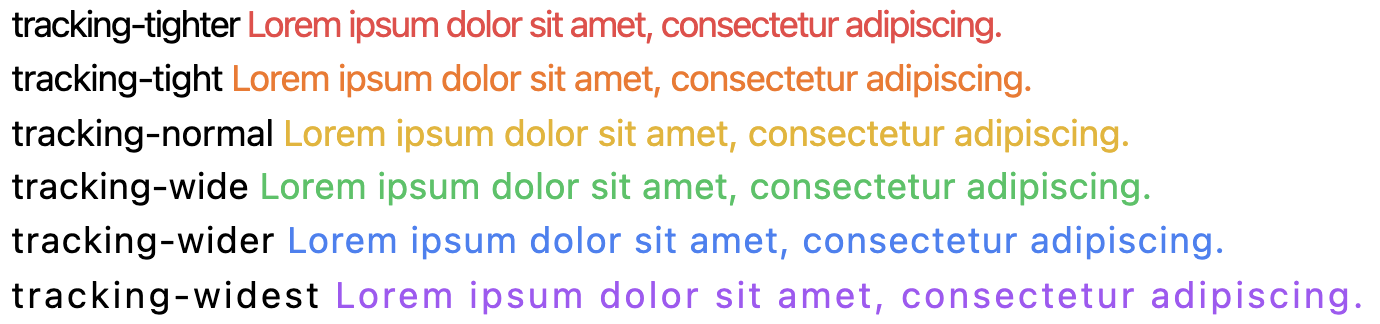 tracking-tighter Lorem ipsum dolor sit amet, consectetur adipiscing.
tracking-tight Lorem ipsum dolor sit amet, consectetur adipiscing.
tracking-normal Lorem ipsum dolor sit amet, consectetur adipiscing.
tracking-wide Lorem ipsum dolor sit amet, consectetur adipiscing.
tracking-wider Lorem ipsum dolor sit amet, consectetur adipiscing.
tracking-widest Lorem ipsum dolor sit amet, consectetur adipiscing.